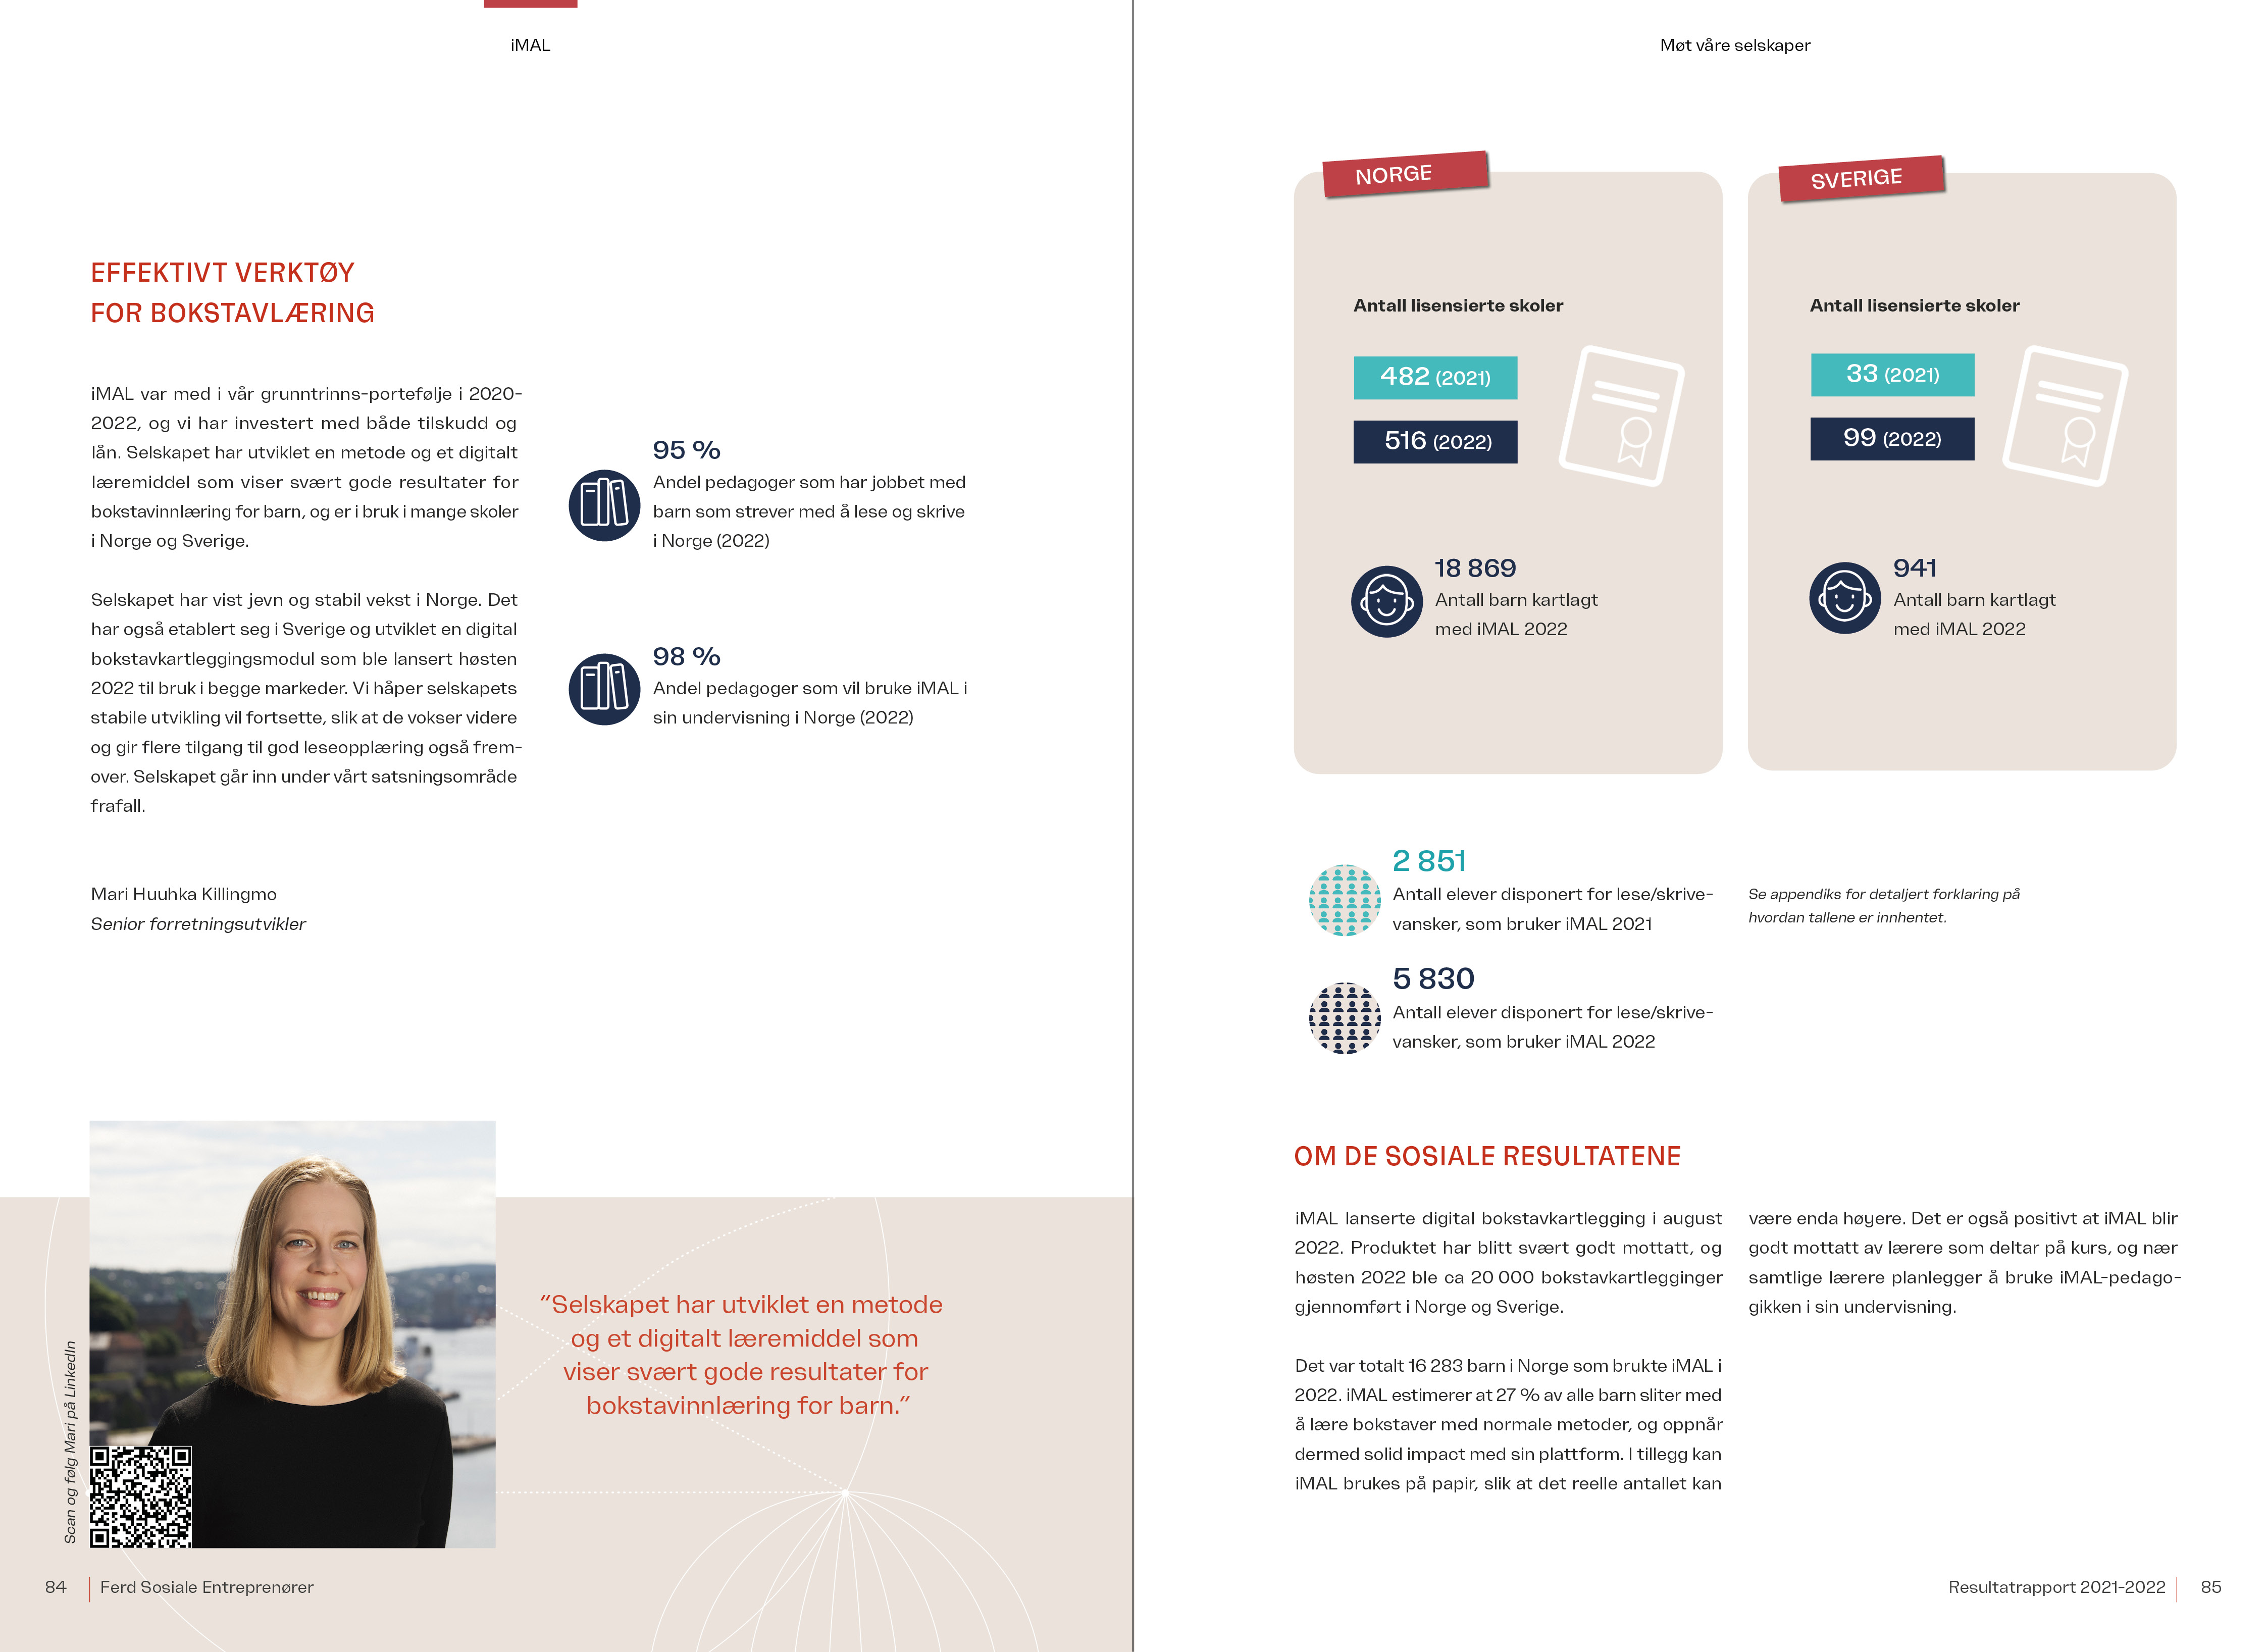 iMAL
EFFEKTIVT VERKTØY
FOR BOKSTAVLÆRING
iMAL var med i vår grunntrinns-portefølje i 2020-
2022, og vi har investert med både tilskudd og
lån. Selskapet har utviklet en metode og et digitalt
læremiddel som viser svært gode resultater for
bokstavinnlæring for barn, og er i bruk i mange skoler
i Norge og Sverige.
Selskapet har vist jevn og stabil vekst i Norge. Det
har også etablert seg i Sverige og utviklet en digital
bokstavkartleggingsmodul som ble lansert høsten
2022 til bruk i begge markeder. Vi håper selskapets
stabile utvikling vil fortsette, slik at de vokser videre
og gir flere tilgang til god leseopplæring også frem-
over. Selskapet går inn under vårt satsningsområde
frafall.
Mari Huuhka Killingmo
Senior forretningsutvikler
95 %
Andel pedagoger som har jobbet med
barn som strever med å lese og skrive
i Norge (2022)
98 %
Andel pedagoger som vil bruke iMAL i
sin undervisning i Norge (2022)
Scan og følg Mari på LinkedIn
"Selskapet har utviklet en metode
og et digitalt læremiddel som
viser svært gode resultater for
bokstavinnlæring for barn."
84
Ferd Sosiale Entreprenører
Møt våre selskaper
NORGE
Antall lisensierte skoler
482 (2021)
516 (2022)
18 869
Antall barn kartlagt
med iMAL 2022
SVERIGE
Antall lisensierte skoler
33 (2021)
99 (2022)
941
Antall barn kartlagt
med iMAL 2022
2 851
Antall elever disponert for lese/skrive-
vansker, som bruker iMAL 2021
5 830
Antall elever disponert for lese/skrive-
vansker, som bruker iMAL 2022
Se appendiks for detaljert forklaring på
hvordan tallene er innhentet.
OM DE SOSIALE RESULTATENE
iMAL lanserte digital bokstavkartlegging i august
2022. Produktet har blitt svært godt mottatt, og
høsten 2022 ble ca 20 000 bokstavkartlegginger
gjennomført i Norge og Sverige.
Det var totalt 16 283 barn i Norge som brukte iMAL i
2022. iMAL estimerer at 27 % av alle barn sliter med
å lære bokstaver med normale metoder, og oppnår
dermed solid impact med sin plattform. I tillegg kan
iMAL brukes på papir, slik at det reelle antallet kan
være enda høyere. Det er også positivt at iMAL blir
godt mottatt av lærere som deltar på kurs, og nær
samtlige lærere planlegger å bruke iMAL-pedago-
gikken i sin undervisning.
Resultatrapport 2021-2022
85